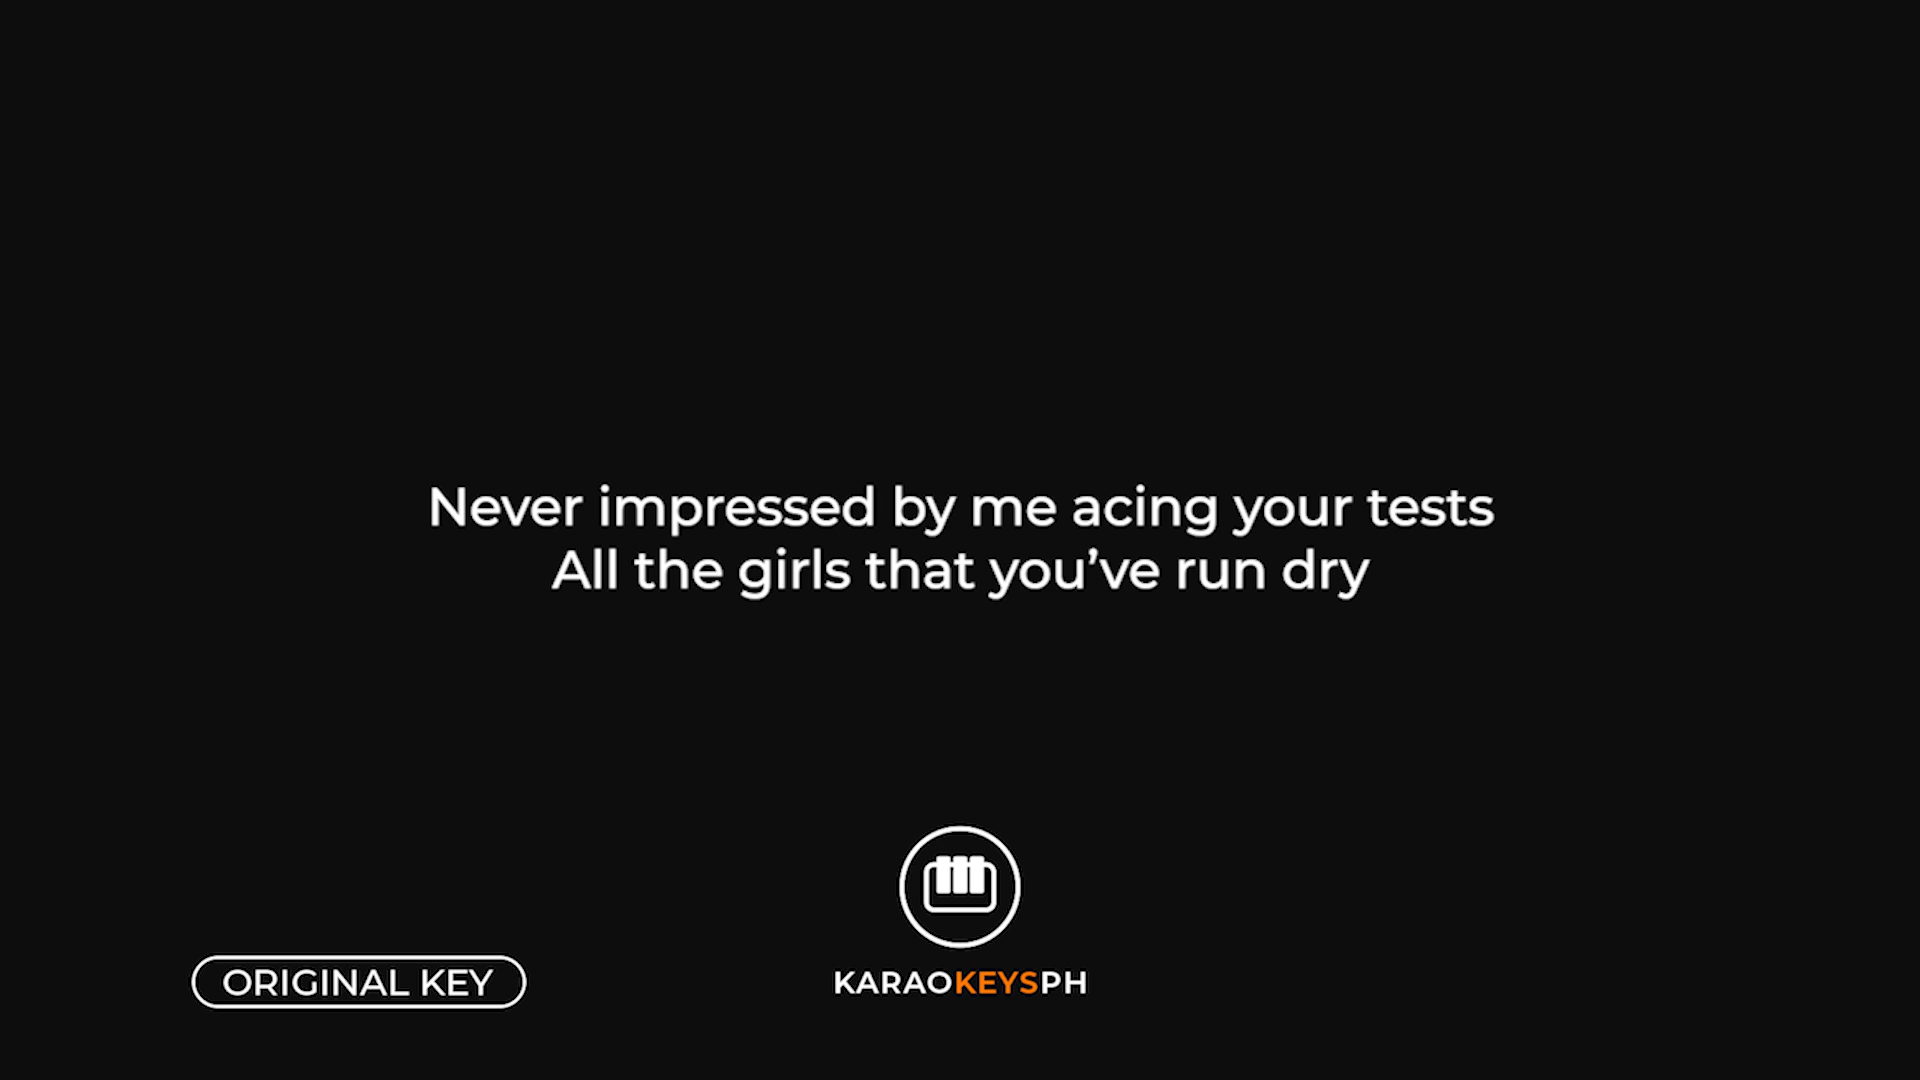 Never impressed by me acing your tests
All the girls that you’ve run dry
ORIGINAL KEY
KARAOKEYSPH